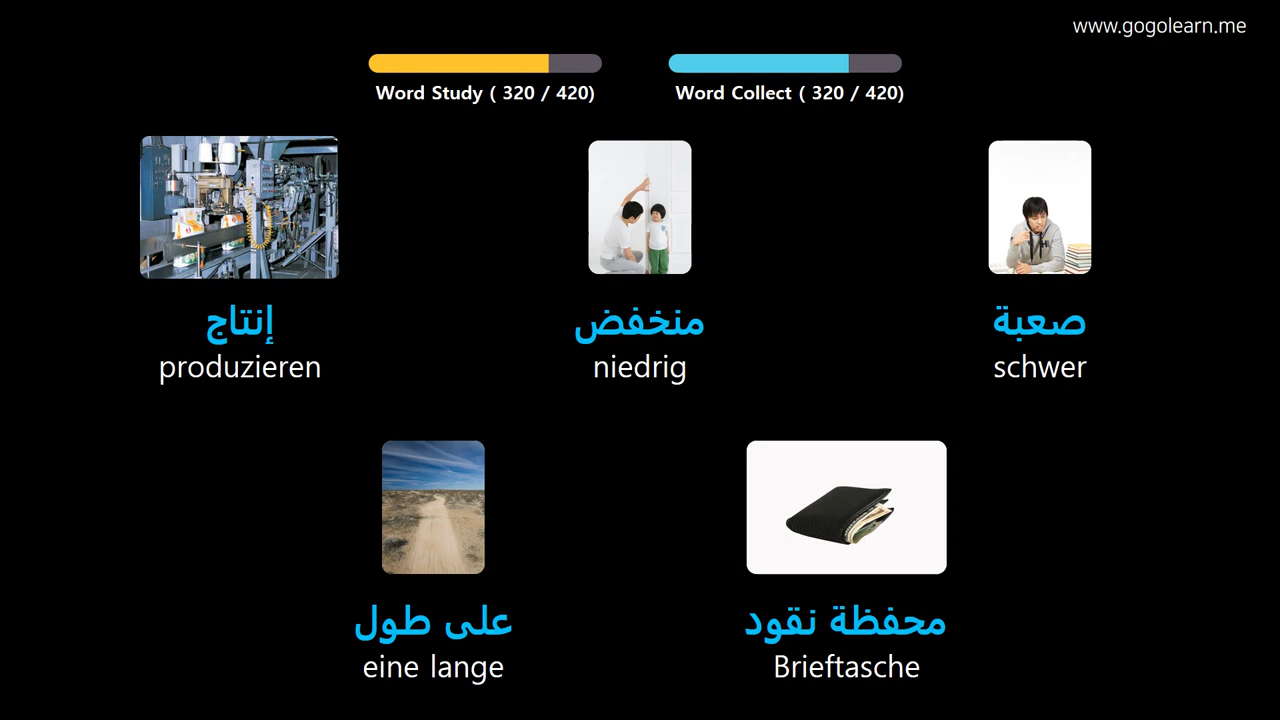 www.gogolearn.me
Word Study ( 320 / 420)
Word Collect ( 320 / 420)
إنتاج
produzieren
منخفض
niedrig
صعبة
schwer
على طول
eine lange
محفظة نقود
Brieftasche